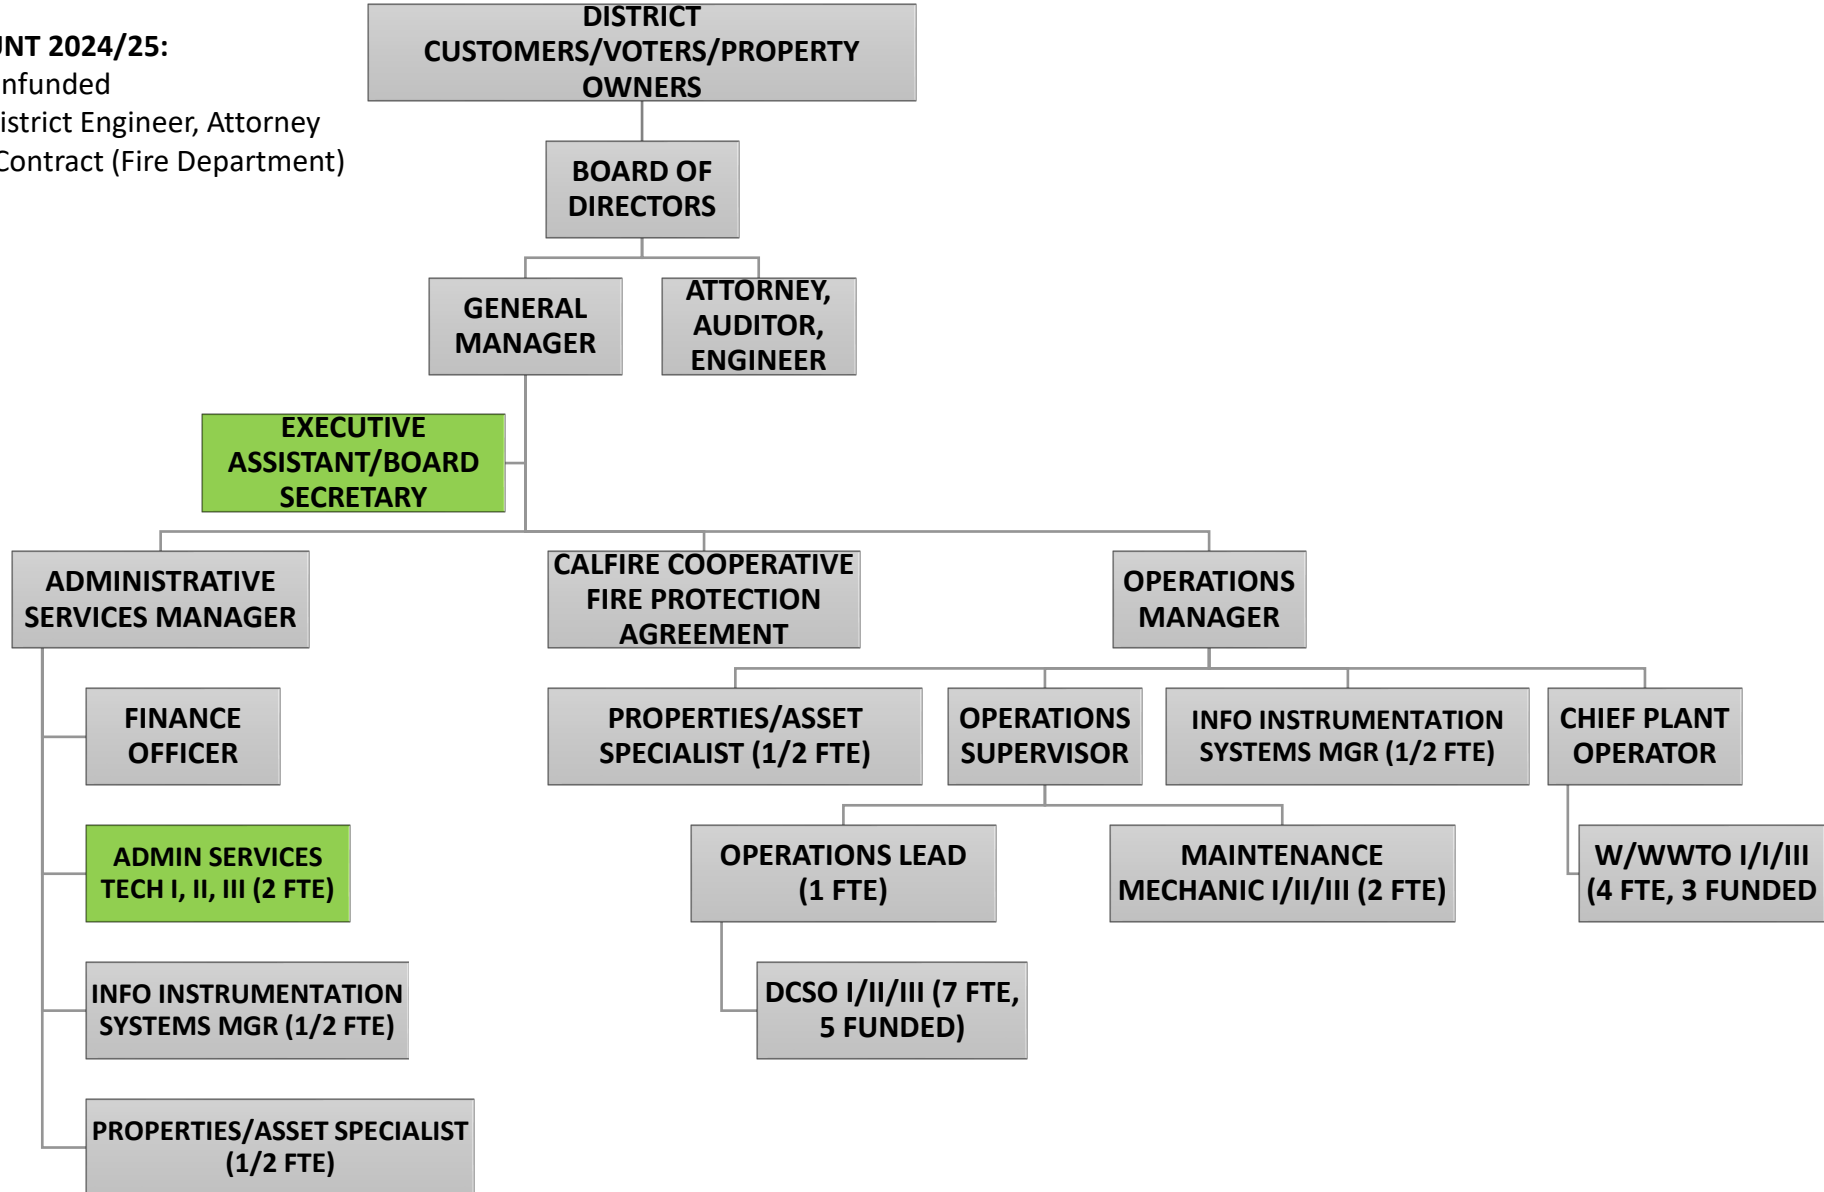 UNT 2024/25:
nfunded
istrict Engineer, Attorney
Contract (Fire Department)
DISTRICT
CUSTOMERS/VOTERS/PROPERTY
OWNERS
BOARD OF
DIRECTORS
GENERAL
MANAGER
ATTORNEY,
AUDITOR,
ENGINEER
EXECUTIVE
ASSISTANT/BOARD
SECRETARY
ADMINISTRATIVE
SERVICES MANAGER
CALFIRE COOPERATIVE
FIRE PROTECTION
AGREEMENT
OPERATIONS
MANAGER
FINANCE
OFFICER
PROPERTIES/ASSET
SPECIALIST (1/2 FTE)
OPERATIONS
SUPERVISOR
INFO INSTRUMENTATION
SYSTEMS MGR (1/2 FTE)
CHIEF PLANT
OPERATOR
ADMIN SERVICES
TECH I, II, III (2 FTE)
OPERATIONS LEAD
(1 FTE)
MAINTENANCE
MECHANIC I/II/III (2 FTE)
W/WWTO I/I/III
(4 FTE, 3 FUNDED
INFO INSTRUMENTATION
SYSTEMS MGR (1/2 FTE)
DCSO I/II/III (7 FTE,
5 FUNDED)
PROPERTIES/ASSET SPECIALIST
(1/2 FTE)